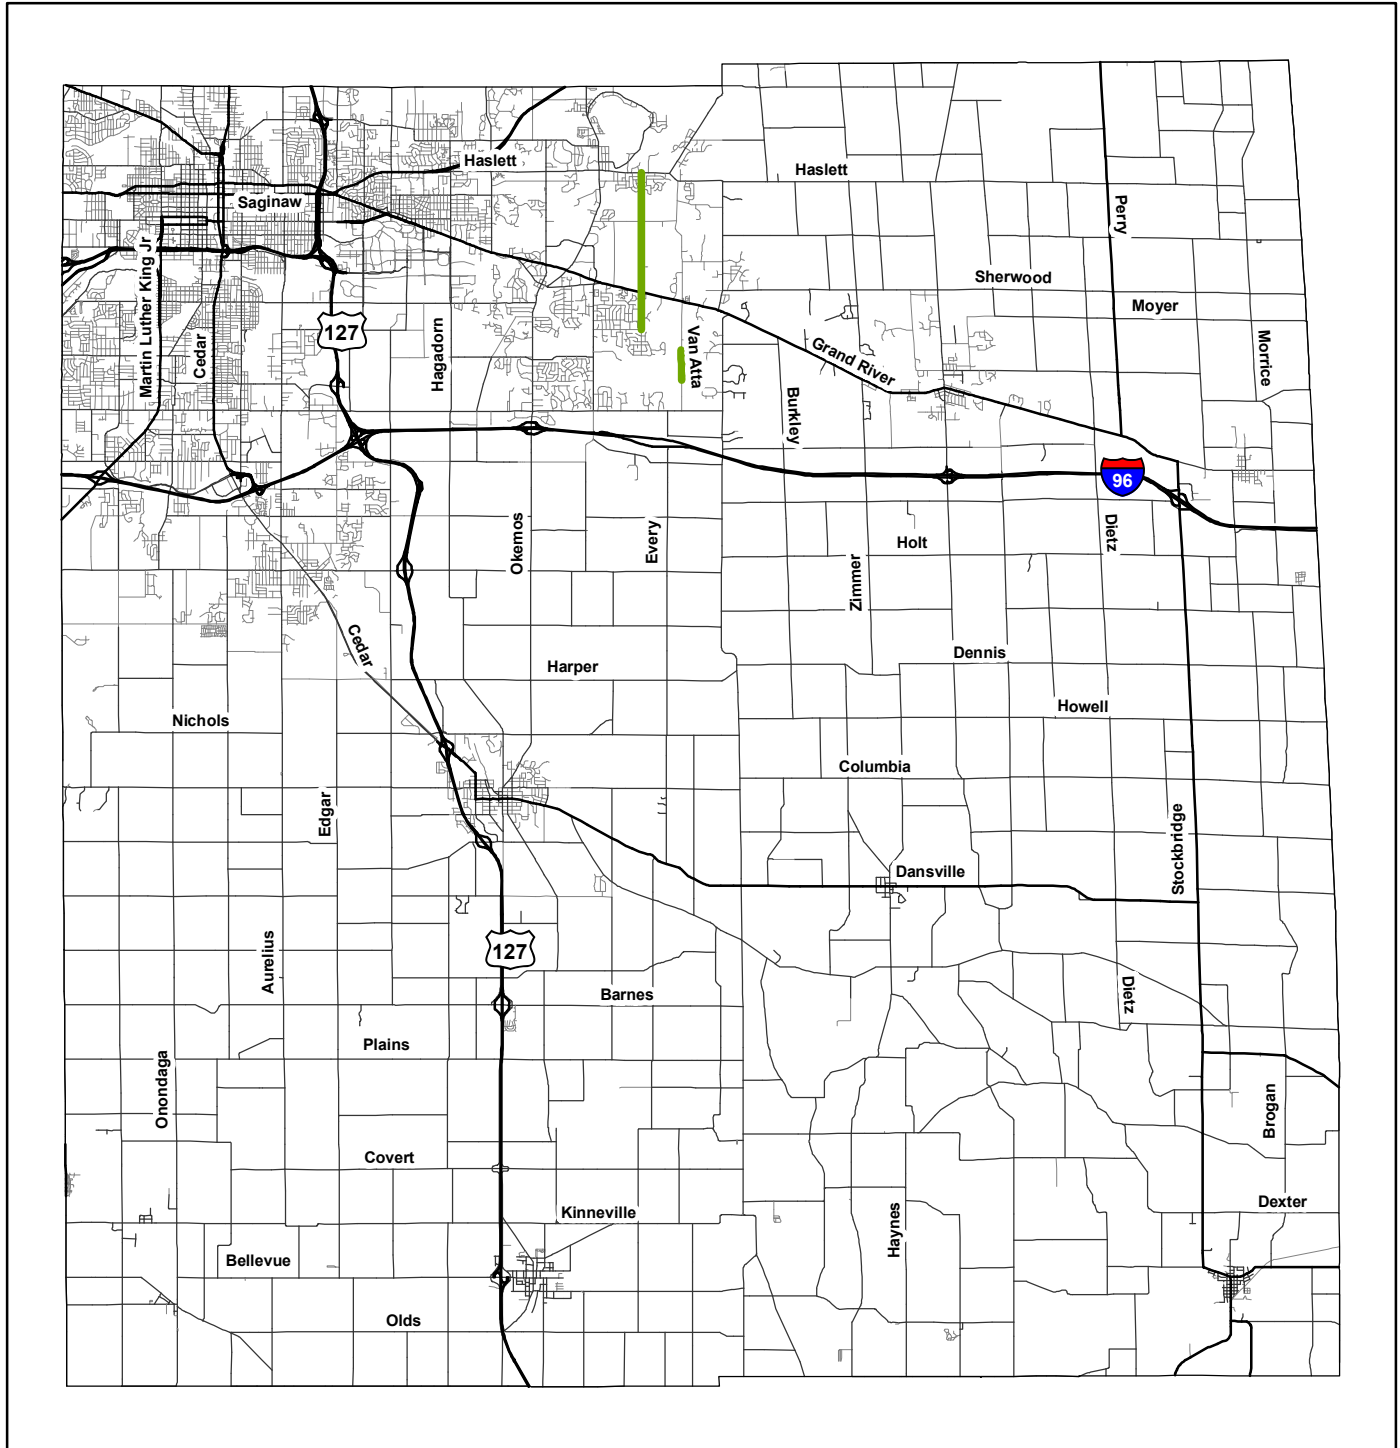 Haslett
Haslett
Saginaw
Perry
Martin Luther King Jr
Sherwood
Moyer
127
Cedar
Hagadorn
Van Atta
Grand River
Morrice
Burkley
96
Okemos
Every
Holt
Dietz
Zimmer
Cedar
Harper
Dennis
Nichols
Howell
Columbia
Edgar
Stockbridge
Dansville
Aurelius
127
Barnes
Dietz
Plains
Onondaga
Brogan
Covert
Kinneville
Haynes
Dexter
Bellevue
Olds